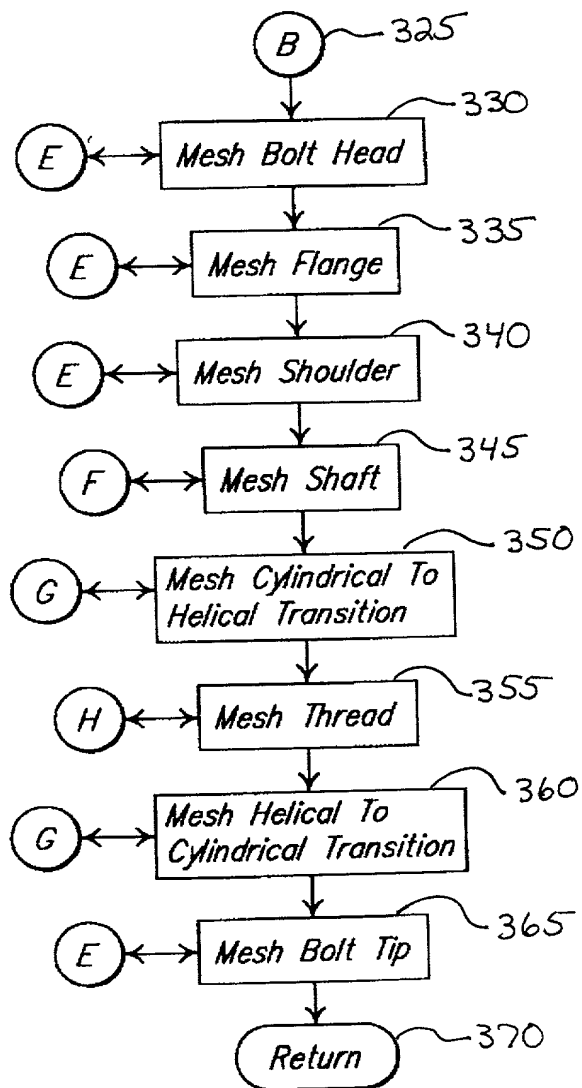 B 325
330
E Mesh Bolt Head
335
E Mesh Flange
340
E Mesh Shoulder
345
F Mesh Shaft
350
G Mesh Cylindrical To
Helical Transition
355
H Mesh Thread
360
G Mesh Helical To
Cylindrical Transition
365
E Mesh Bolt Tip
Return 370